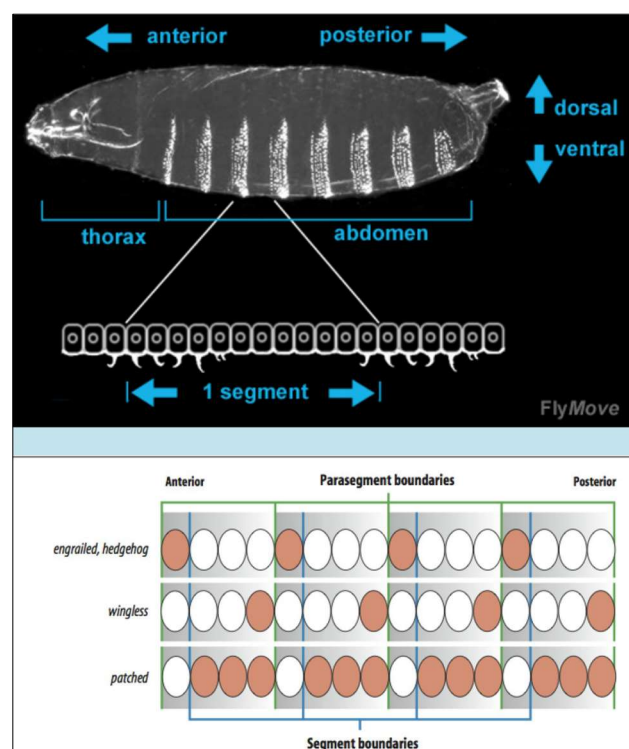 anterior posterior
dorsal
ventral
thorax abdomen
1 segment
FlyMove
Anterior Parasegment boundaries Posterior
engrailed, hedgehog
wingless
patched
Segment boundaries